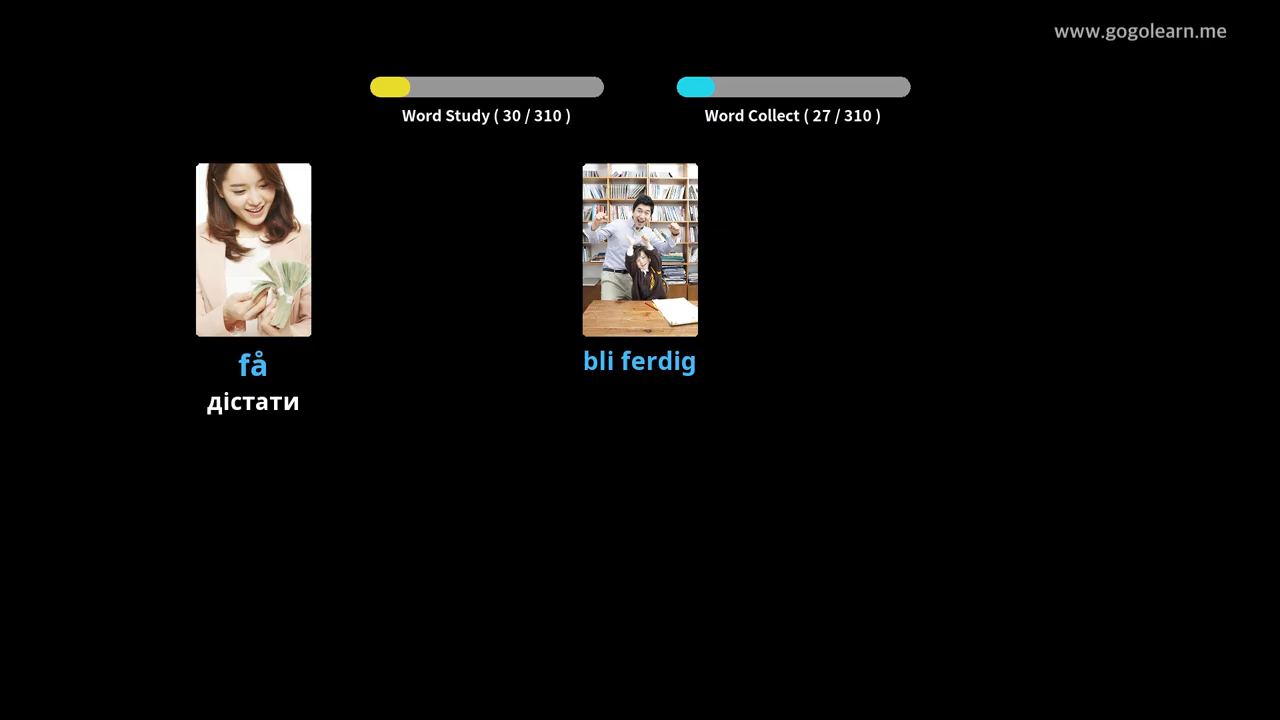 www.gogolearn.me
Word Study ( 30 / 310 )
Word Collect ( 27 / 310 )
få
дістати
bli ferdig